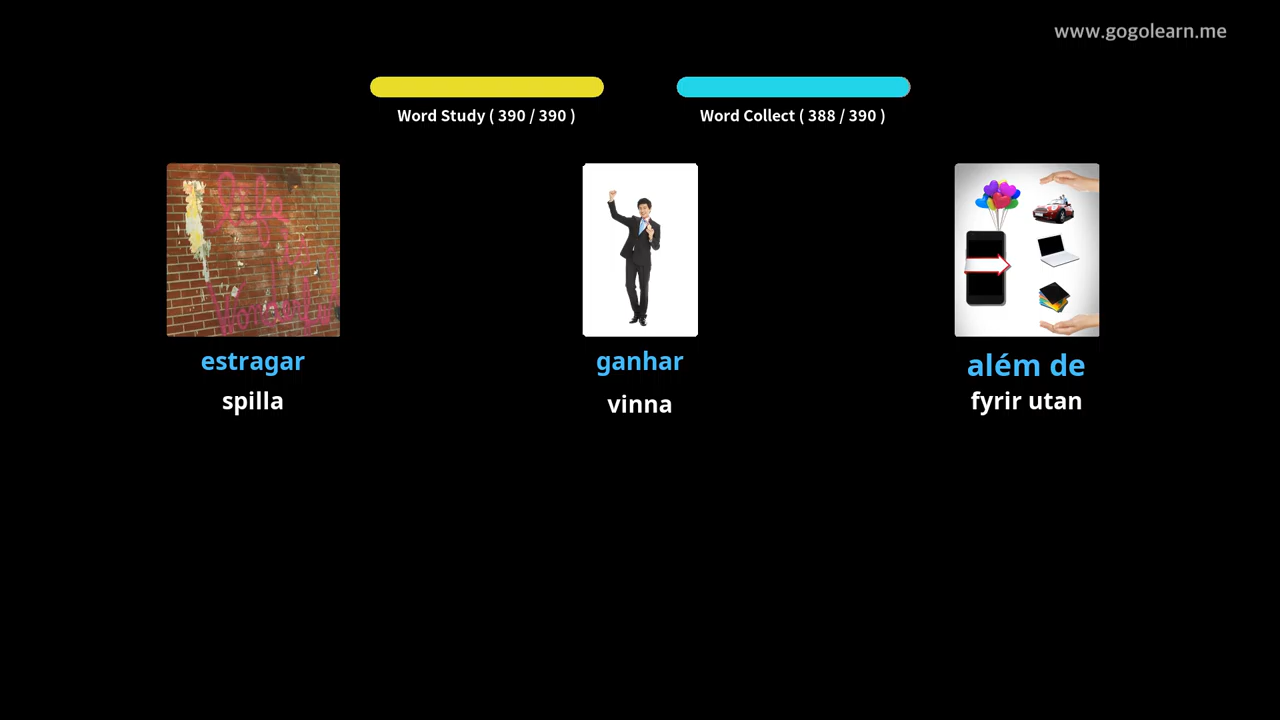 www.gogolearn.me
Word Study ( 390 / 390 )
Word Collect ( 388 / 390 )
estragar
ganhar
além de
spilla
vinna
fyrir utan